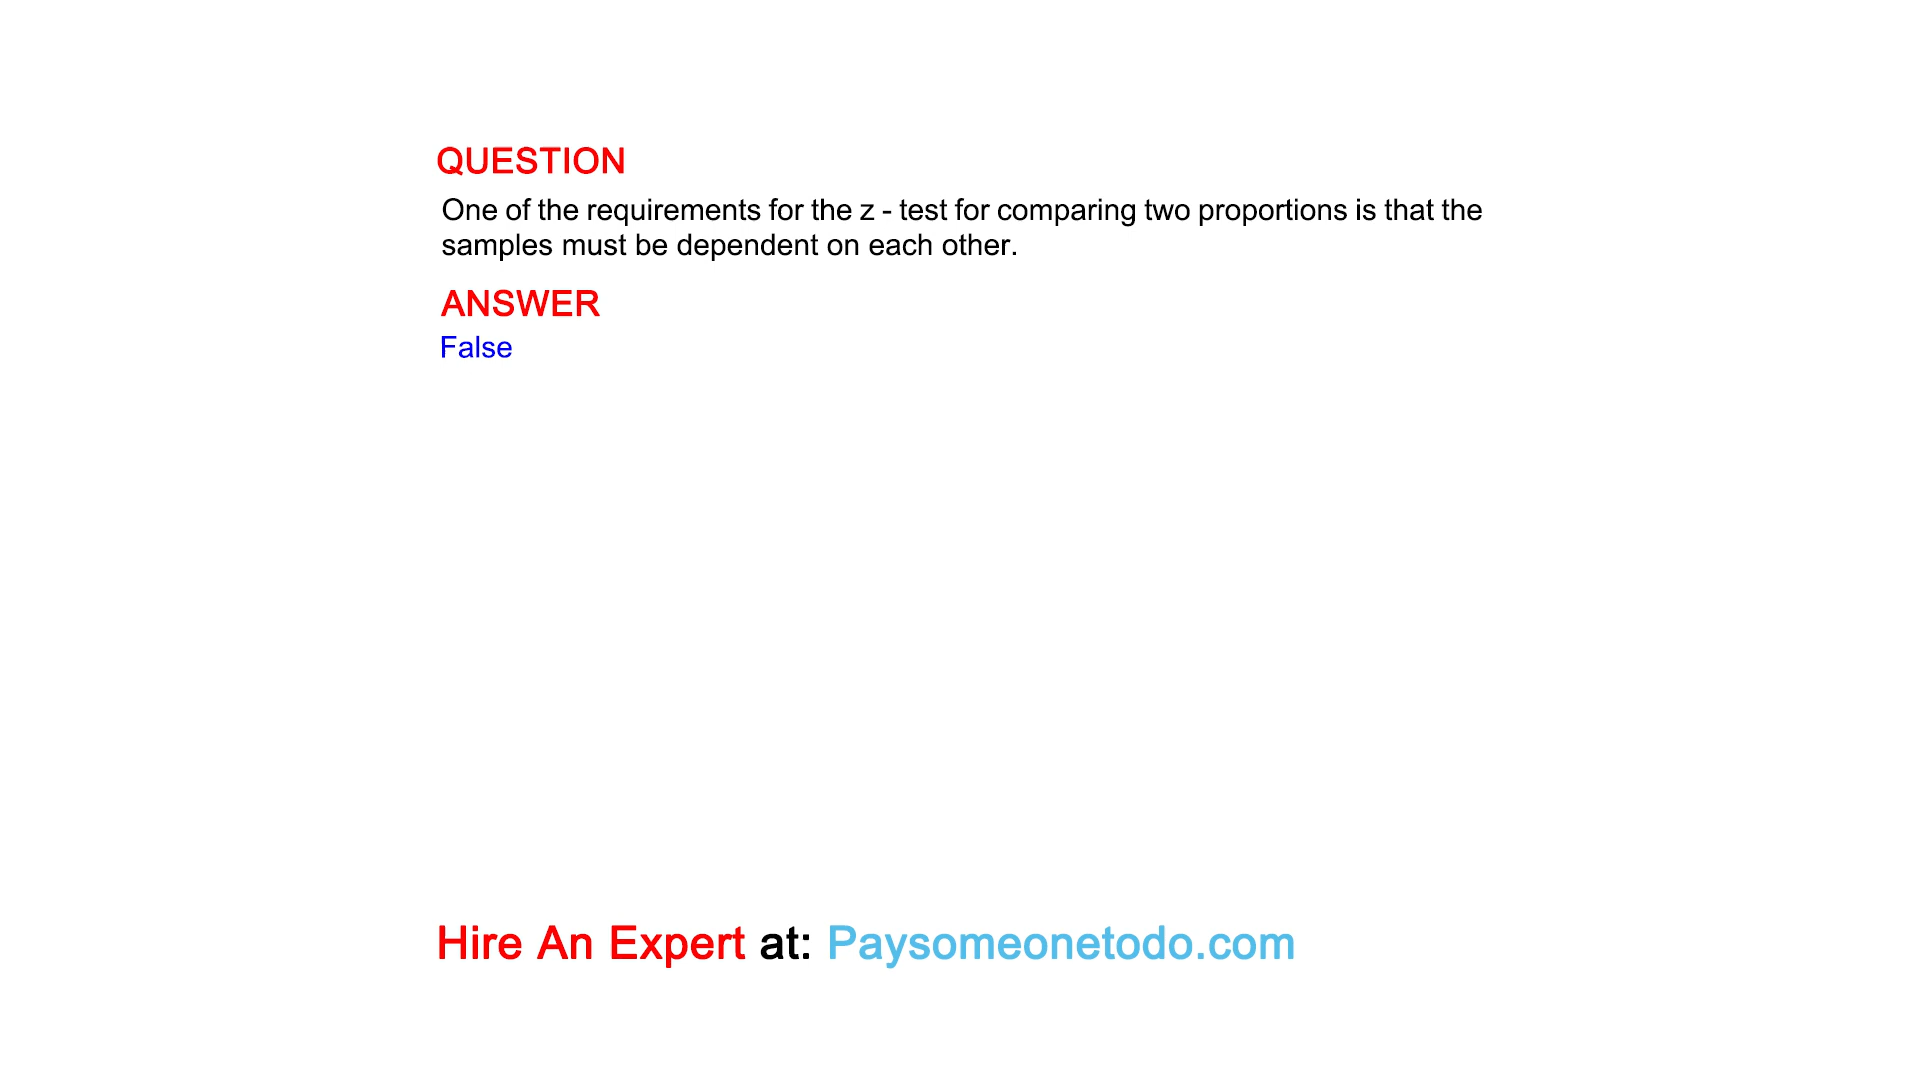 QUESTION
One of the requirements for the z - test for comparing two proportions is that the
samples must be dependent on each other.
ANSWER
False
Hire An Expert at: Paysomeonetodo.com